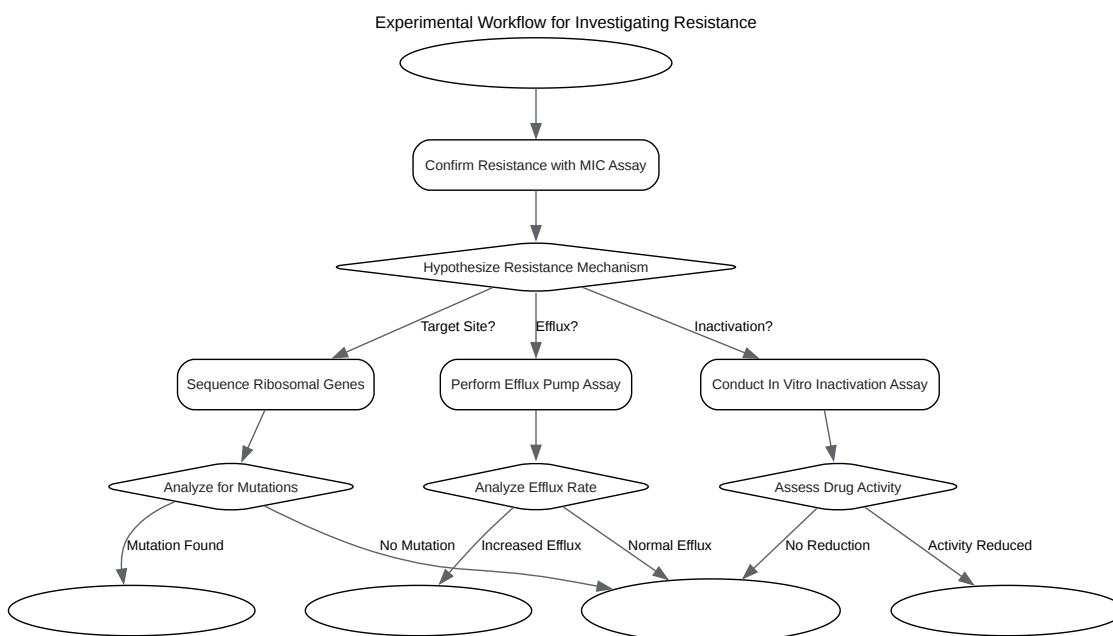 Experimental Workflow for Investigating Resistance
Confirm Resistance with MIC Assay
Hypothesize Resistance Mechanism
Target Site?
Efflux?
Inactivation?
Sequence Ribosomal Genes
Perform Efflux Pump Assay
Conduct In Vitro Inactivation Assay
Analyze for Mutations
Analyze Efflux Rate
Assess Drug Activity
Mutation Found
No Mutation
Increased Efflux
Normal Efflux
No Reduction
Activity Reduced